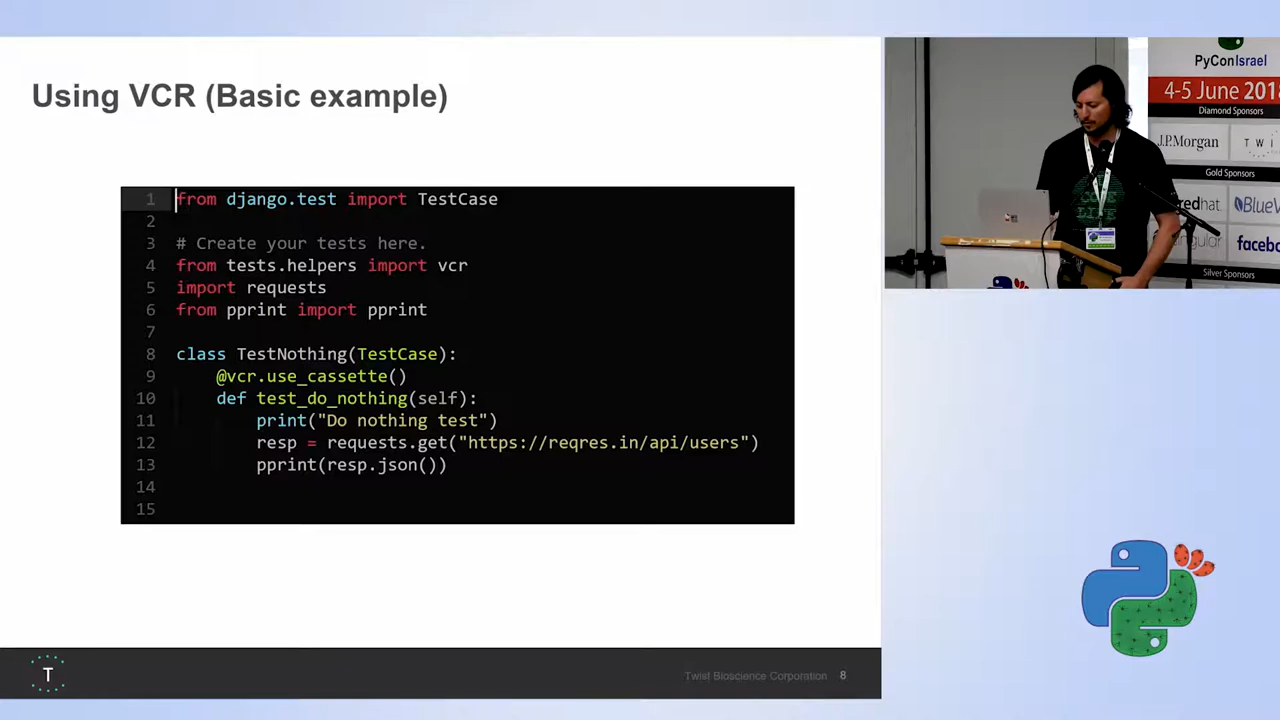 Using VCR (Basic example)
1 from django.test import TestCase
2
3 # Create your tests here.
4 from tests.helpers import vcr
5 import requests
6 from pprint import pprint
7
8 class TestNothing(TestCase):
9 @vcr.use_cassette()
10 def test_do_nothing(self):
11 print("Do nothing test")
12 resp = requests.get("https://reqres.in/api/users")
13 pprint(resp.json())
14
15
T
Twist Bioscience Corporation 8
PyConIsrael
4-5 June 201
Diamond Sponsors
J.P.Morgan
TWI
Gold Sponsors
redhat
BlueV
facebo
Silver Sponsors